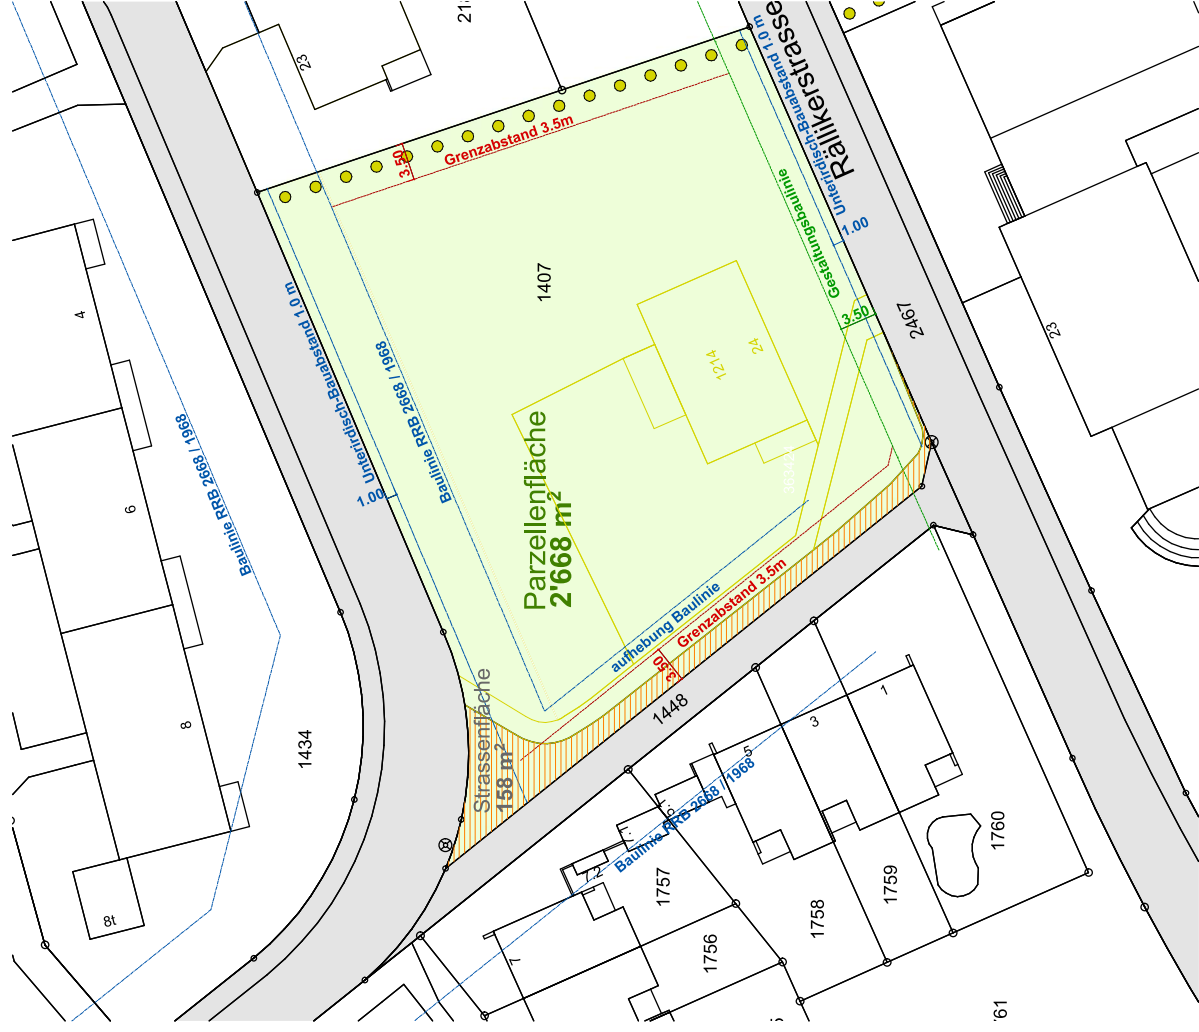 23
Rällikerstrasse
Unterirdisch-Bauabstand 1.0 m
Grenzabstand 3.5m
3.50
Gestaltungsbaulinie
1.00
1407
4
Unterirdisch-Bauabstand 1.0 m
Baulinie RRB 2668 / 1968
3.50
2467
23
1214
24
Baulinie RRB 2668 / 1968
1.00
6
Parzellenfläche
2'668 m²
aufhebung Baulinie
Grenzabstand 3.5m
3.50
8
1434
Strassenfläche
158 m²
1448
1
3
5
Baulinie RRB 2668 / 1968
7.2
1760
1757
1759
1758
1756
8t
7